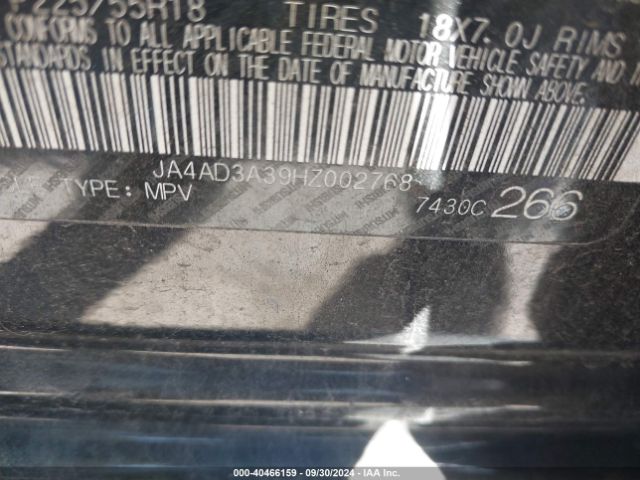 P225/55R18 TIRES 18X7.0J RIMS
CONFORMS TO ALL APPLICABLE FEDERAL MOTOR VEHICLE SAFETY AND
STANDARDS IN EFFECT ON THE DATE OF MANUFACTURE SHOWN ABOVE.
JA4AD3A39HZ002768
TYPE: MPV 7430C 266
000-40466159 - 09/30/2024 - IAA Inc.